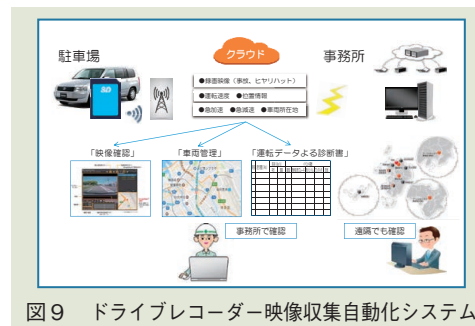 駐車場
クラウド
事務所
●録画映像(事故、ヒヤリハット)
●運転速度 ●位置情報
●急加速 ●急減速 ●車両所在地
「映像確認」
「車両管理」
「運転データよる診断書」
事務所で確認
遠隔でも確認
図9 ドライブレコーダー映像収集自動化システム